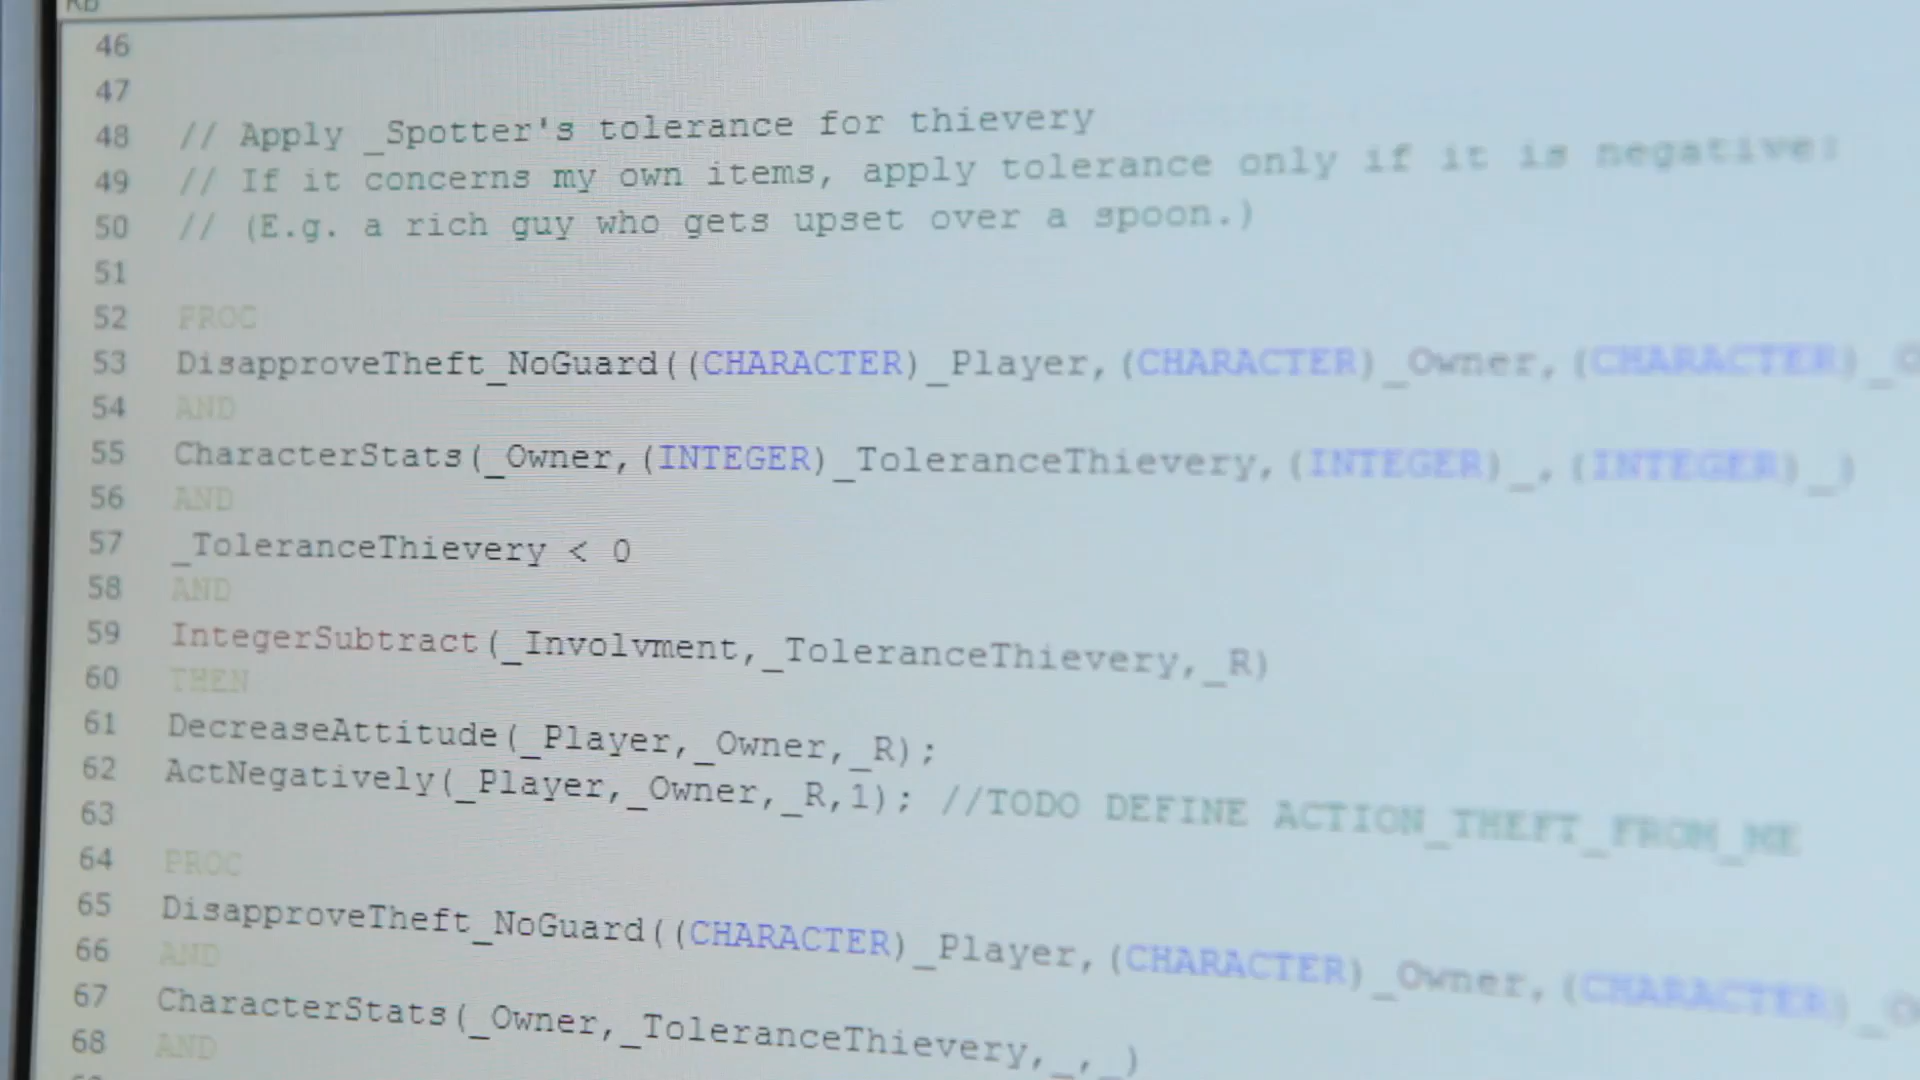 46
47
48 // Apply _Spotter's tolerance for thievery
49 // If it concerns my own items, apply tolerance only if it is negative:
50 // (E.g. a rich guy who gets upset over a spoon.)
51
52 PROC
53 DisapproveTheft_NoGuard((CHARACTER)_Player,(CHARACTER)_Owner,(CHARACTER)
54 AND
55 CharacterStats(_Owner,(INTEGER)_ToleranceThievery,(INTEGER)_,(INTEGER)_)
56 AND
57 _ToleranceThievery < 0
58 AND
59 IntegerSubtract(_Involvment,_ToleranceThievery,_R)
60 THEN
61 DecreaseAttitude(_Player,_Owner,_R);
62 ActNegatively(_Player,_Owner,_R,1); //TODO DEFINE ACTION_THEFT_FROM_ME
63
64 PROC
65 DisapproveTheft_NoGuard((CHARACTER)_Player,(CHARACTER)_Owner,(CHARACTER)
66 AND
67 CharacterStats(_Owner,_ToleranceThievery,_,_)
68 AND